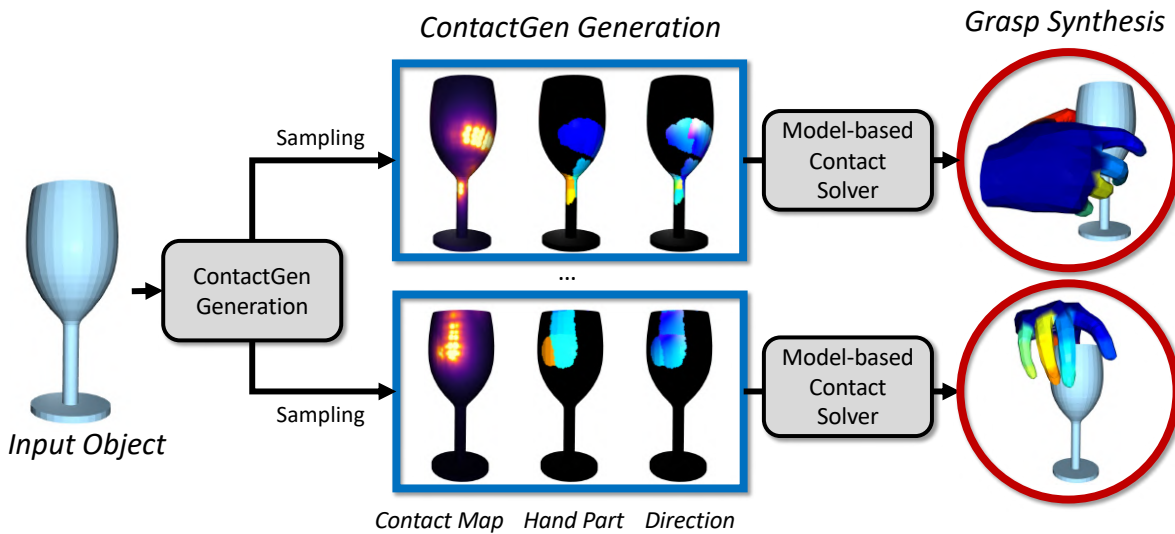 ContactGen Generation
Grasp Synthesis
Sampling
Model-based
Contact
Solver
ContactGen
Generation
...
Sampling
Model-based
Contact
Solver
Input Object
Contact Map
Hand Part
Direction